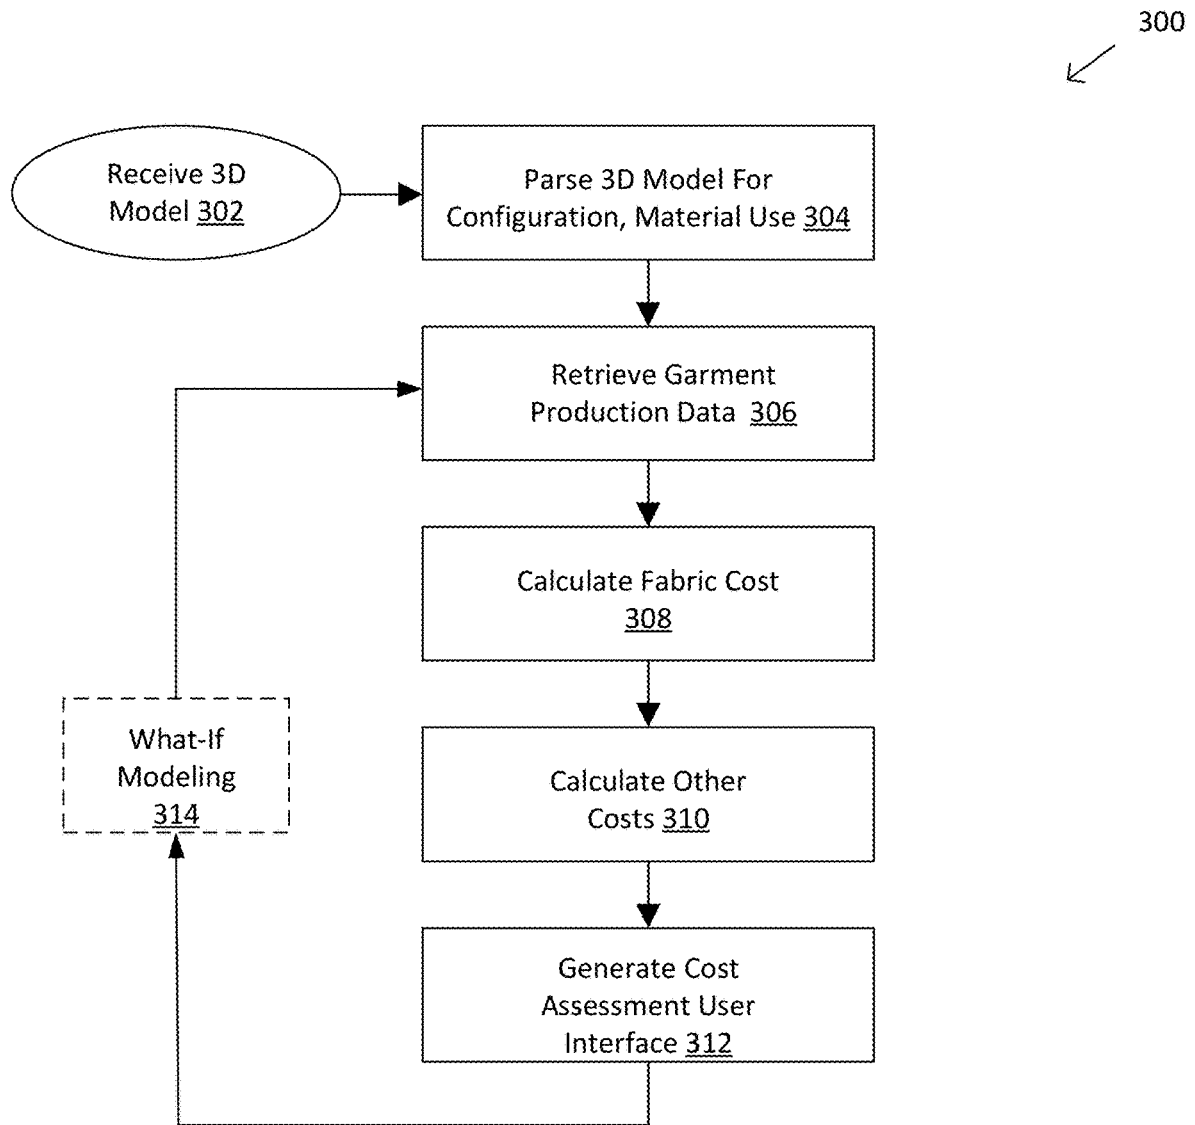 300
Receive 3D
Model 302
Parse 3D Model For
Configuration, Material Use 304
Retrieve Garment
Production Data 306
Calculate Fabric Cost
308
What-If
Modeling
314
Calculate Other
Costs 310
Generate Cost
Assessment User
Interface 312